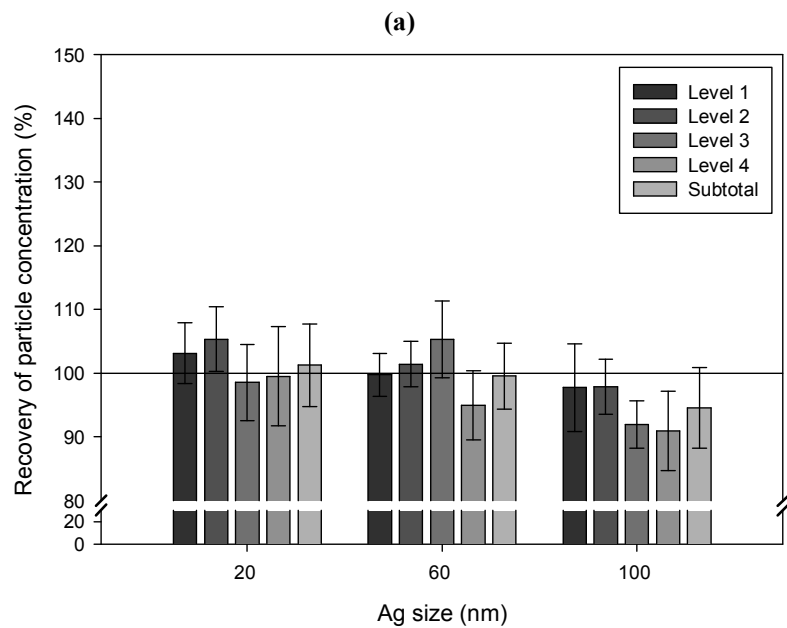 (a)
Recovery of particle concentration (%)
150
140
130
120
110
100
90
80
20
0
Level 1
Level 2
Level 3
Level 4
Subtotal
20 60 100
Ag size (nm)